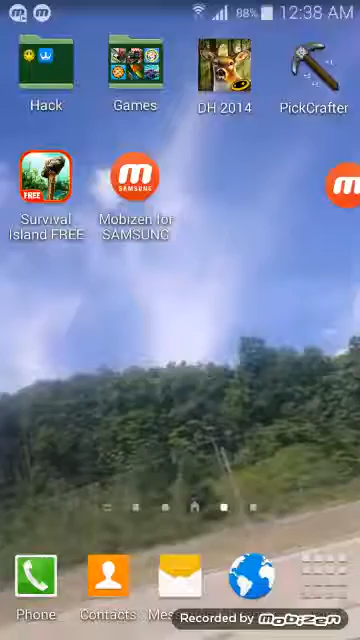 88% 12:38 AM
Hack
Games
DH 2014
PickCrafter
FREE
SAMSUNG
Survival
Island FREE
Mobizen for
SAMSUNG
Phone
Contacts
Recorded by mobizen